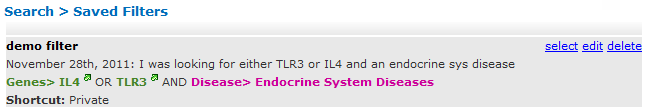 Search > Saved Filters
demo filter select edit delete
November 28th, 2011: I was looking for either TLR3 or IL4 and an endocrine sys disease
Genes> IL4 OR TLR3 AND Disease> Endocrine System Diseases
Shortcut: Private